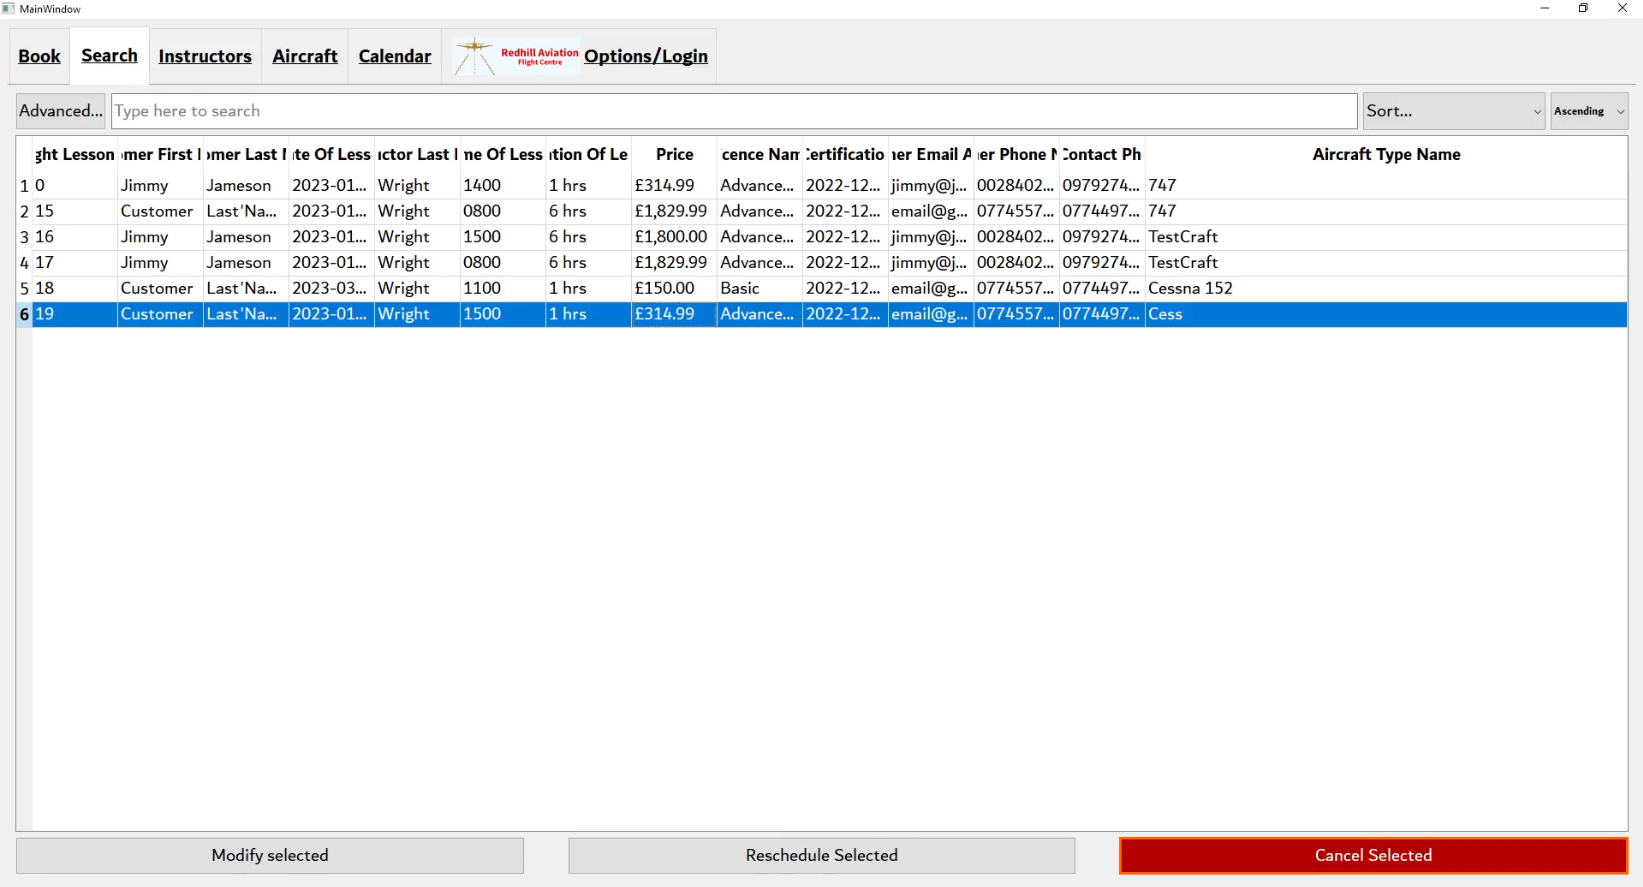 MainWindow
Book Search Instructors Aircraft Calendar Redhill Aviation Flight Centre Options/Login
Advanced... Type here to search Sort... Ascending
ght Lesson mer First omer Last te Of Less ctor Last me Of Less tion Of Le Price cence Nam Certificatio er Email A er Phone N Contact Ph Aircraft Type Name
1 0 Jimmy Jameson 2023-01... Wright 1400 1 hrs £314.99 Advance... 2022-12... jimmy@j... 0028402... 0979274... 747
2 15 Customer Last'Na... 2023-01... Wright 0800 6 hrs £1,829.99 Advance... 2022-12... email@g... 0774557... 0774497... 747
3 16 Jimmy Jameson 2023-01... Wright 1500 6 hrs £1,800.00 Advance... 2022-12... jimmy@j... 0028402... 0979274... TestCraft
4 17 Jimmy Jameson 2023-01... Wright 0800 6 hrs £1,829.99 Advance... 2022-12... jimmy@j... 0028402... 0979274... TestCraft
5 18 Customer Last'Na... 2023-03... Wright 1100 1 hrs £150.00 Basic 2022-12... email@g... 0774557... 0774497... Cessna 152
6 19 Customer Last'Na... 2023-01... Wright 1500 1 hrs £314.99 Advance... 2022-12... email@g... 0774557... 0774497... Cess
Modify selected Reschedule Selected Cancel Selected